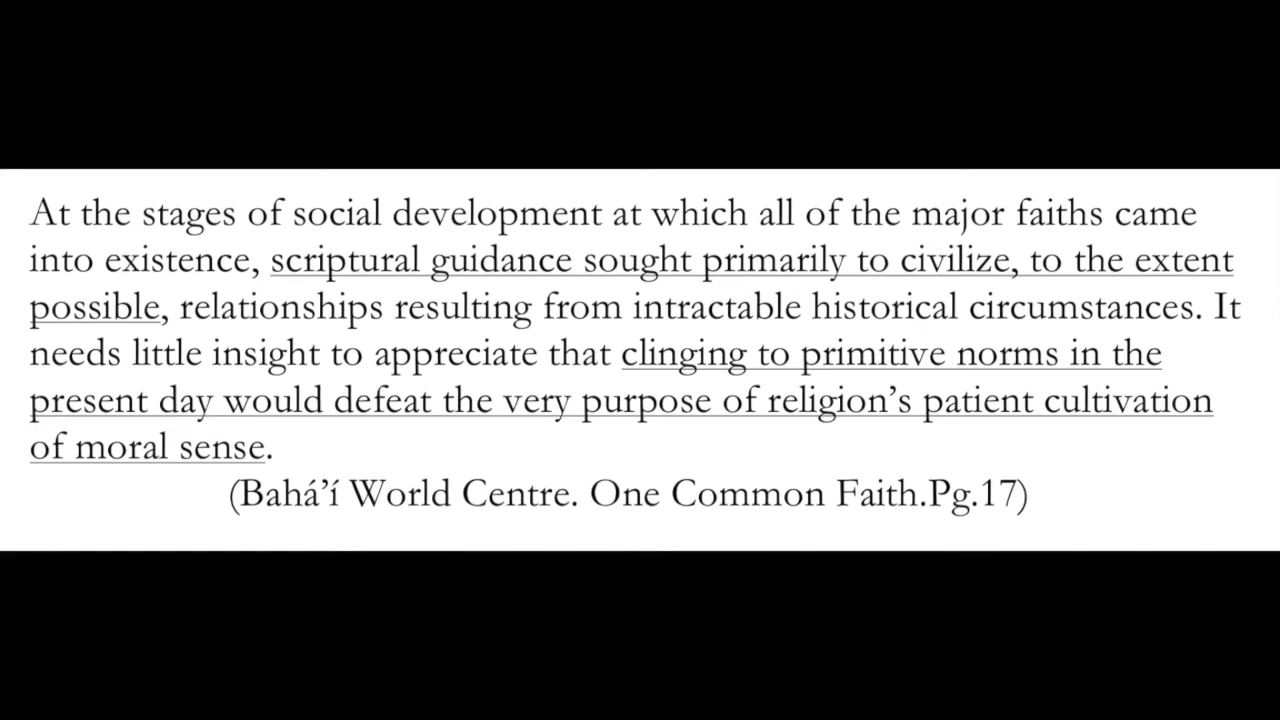 At the stages of social development at which all of the major faiths came
into existence, scriptural guidance sought primarily to civilize, to the extent
possible, relationships resulting from intractable historical circumstances. It
needs little insight to appreciate that clinging to primitive norms in the
present day would defeat the very purpose of religion’s patient cultivation
of moral sense.
(Bahá’í World Centre. One Common Faith.Pg.17)